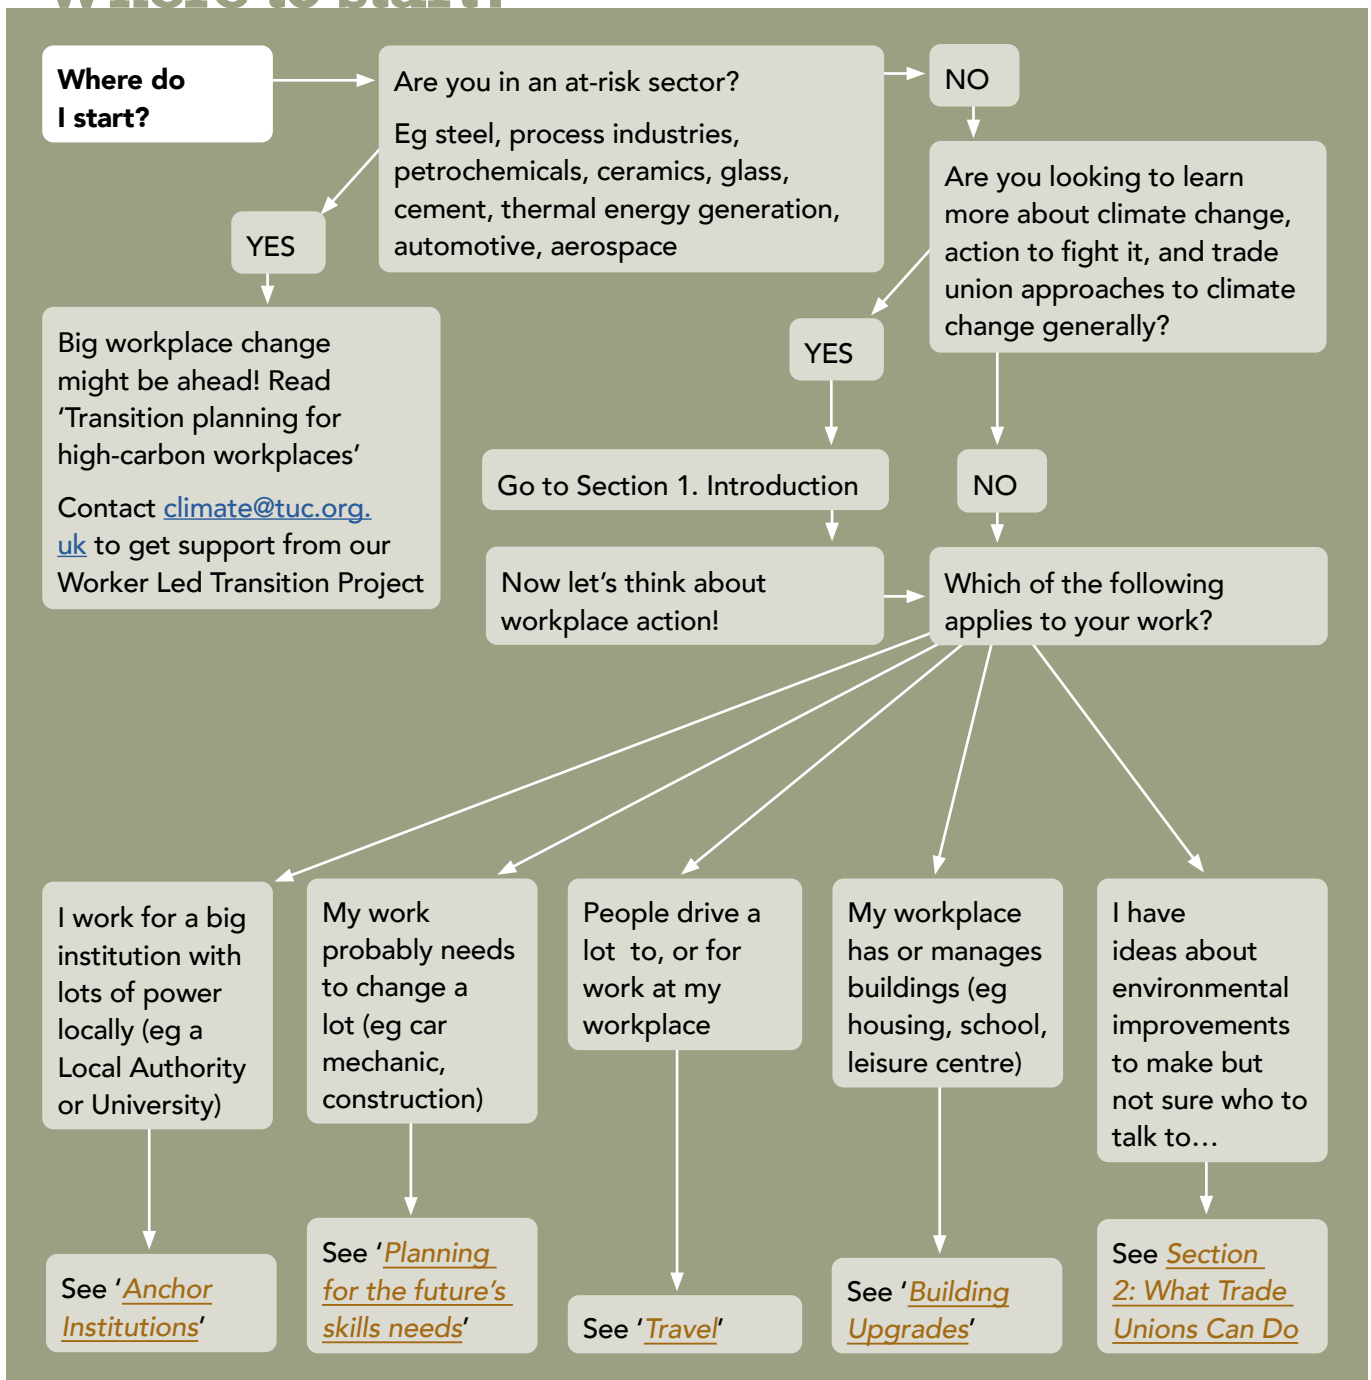 Where to start?
Where do
I start?
Are you in an at-risk sector?
Eg steel, process industries,
petrochemicals, ceramics, glass,
cement, thermal energy generation,
automotive, aerospace
NO
YES
Are you looking to learn
more about climate change,
action to fight it, and trade
union approaches to climate
change generally?
Big workplace change
might be ahead! Read
‘Transition planning for
high-carbon workplaces’
Contact climate@tuc.org.
uk to get support from our
Worker Led Transition Project
YES
Go to Section 1. Introduction
NO
Now let’s think about
workplace action!
Which of the following
applies to your work?
I work for a big
institution with
lots of power
locally (eg a
Local Authority
or University)
My work
probably needs
to change a
lot (eg car
mechanic,
construction)
People drive a
lot  to, or for
work at my
workplace
My workplace
has or manages
buildings (eg
housing, school,
leisure centre)
I have
ideas about
environmental
improvements
to make but
not sure who to
talk to…
See ‘Anchor
Institutions’
See ‘Planning
for the future’s
skills needs’
See ‘Travel’
See ‘Building
Upgrades’
See Section
2: What Trade
Unions Can Do